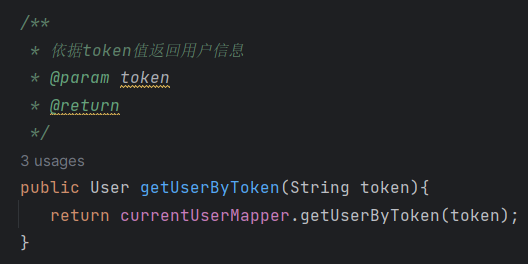 /**
 * 依据token值返回用户信息
 * @param token
 * @return
 */
3 usages
public User getUserByToken(String token){
    return currentUserMapper.getUserByToken(token);
}